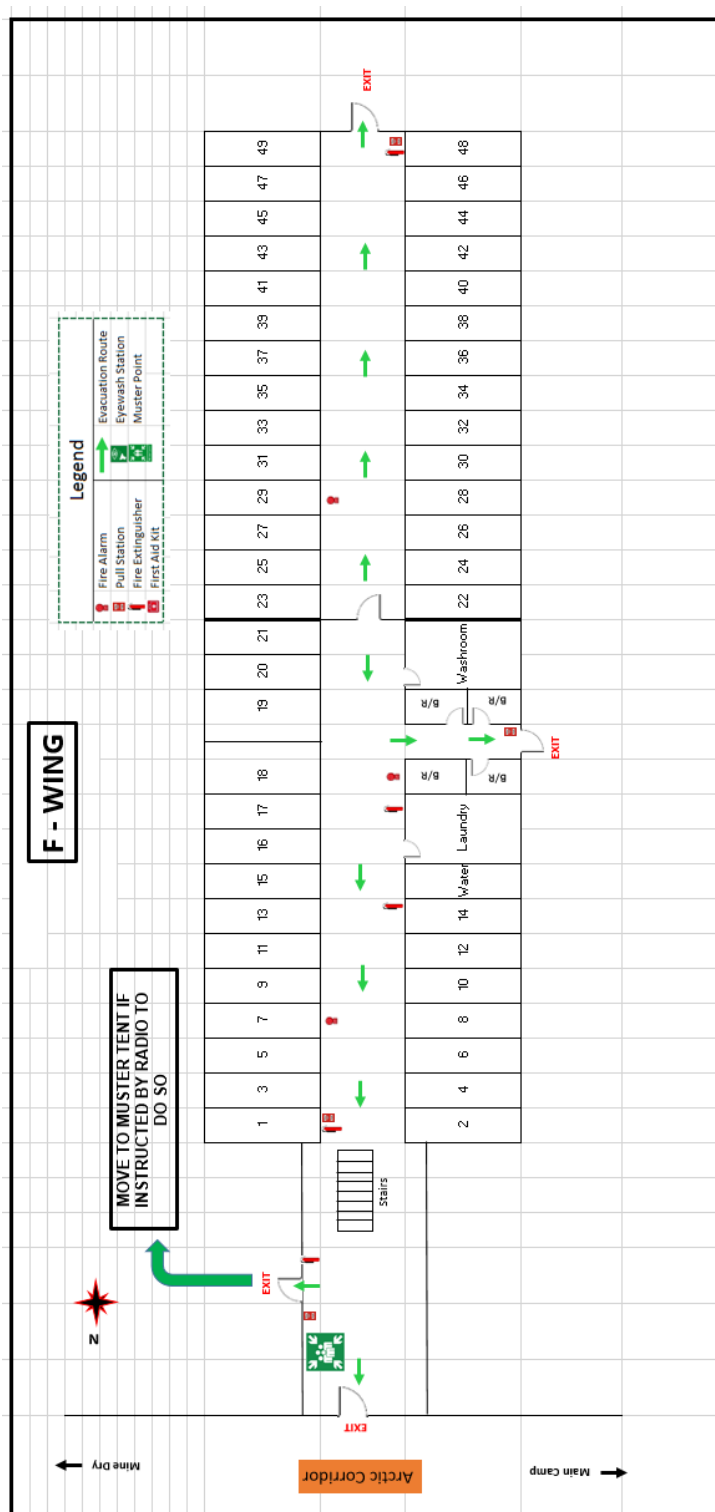 F - WING
MOVE TO MUSTER TENT IF
INSTRUCTED BY RADIO TO
DO SO
Legend
Fire Alarm
Pull Station
Fire Extinguisher
First Aid Kit
Evacuation Route
Eyewash Station
Muster Point
N
Mine Dry
Arctic Corridor
Main Camp
EXIT
EXIT
Stairs
1
3
5
7
9
11
13
15
16
17
18
19
20
21
23
25
27
29
31
33
35
37
39
41
43
45
47
49
2
4
6
8
10
12
14
Water
Laundry
B/R
B/R
B/R
B/R
Washroom
EXIT
22
24
26
28
30
32
34
36
38
40
42
44
46
48
EXIT